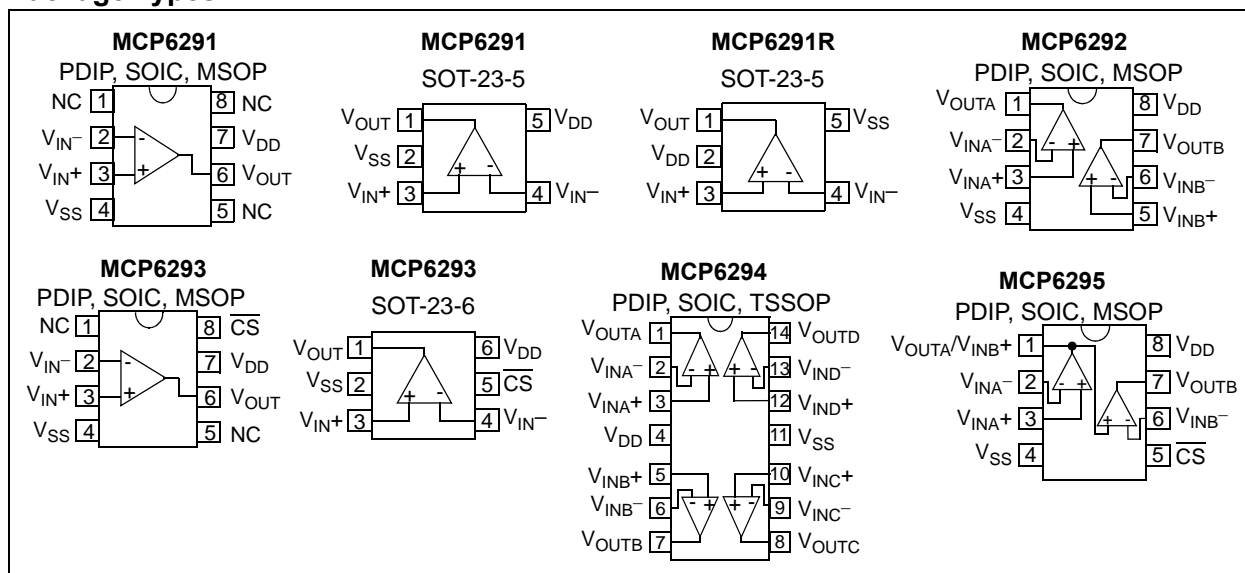 MCP6291
PDIP, SOIC, MSOP
NC 1
8 NC
VIN– 2
7 VDD
VIN+ 3
6 VOUT
VSS 4
5 NC
-
+
MCP6291
SOT-23-5
VOUT 1
5 VDD
VSS 2
VIN+ 3
4 VIN–
+ -
MCP6291R
SOT-23-5
VOUT 1
5 VSS
VDD 2
VIN+ 3
4 VIN–
+ -
MCP6292
PDIP, SOIC, MSOP
VOUTA 1
8 VDD
VINA– 2
7 VOUTB
VINA+ 3
6 VINB–
VSS 4
5 VINB+
- +
+ -
MCP6293
PDIP, SOIC, MSOP
NC 1
8 CS
VIN– 2
7 VDD
VIN+ 3
6 VOUT
VSS 4
5 NC
-
+
MCP6293
SOT-23-6
VOUT 1
6 VDD
VSS 2
5 CS
VIN+ 3
4 VIN–
+ -
MCP6294
PDIP, SOIC, TSSOP
VOUTA 1
14 VOUTD
VINA– 2
13 VIND–
VINA+ 3
12 VIND+
VDD 4
11 VSS
VINB+ 5
10 VINC+
VINB– 6
9 VINC–
VOUTB 7
8 VOUTC
- + + -
- + + -
MCP6295
PDIP, SOIC, MSOP
VOUTA/VINB+ 1
8 VDD
VINA– 2
7 VOUTB
VINA+ 3
6 VINB–
VSS 4
5 CS
- +
+ -